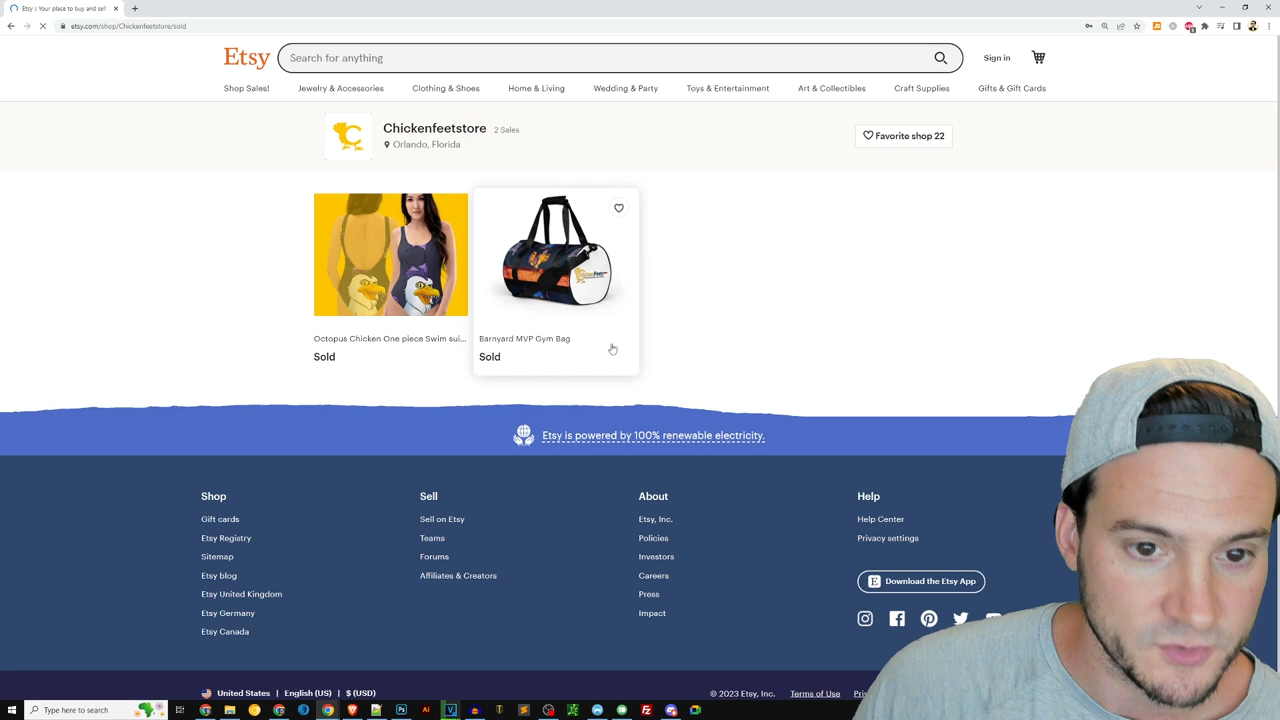 Etsy :: Your place to buy and sell
etsy.com/shop/Chickenfeetstore/sold
Etsy
Search for anything
Sign in
Shop Sales!
Jewelry & Accessories
Clothing & Shoes
Home & Living
Wedding & Party
Toys & Entertainment
Art & Collectibles
Craft Supplies
Gifts & Gift Cards
Chickenfeetstore 2 Sales
Orlando, Florida
Favorite shop 22
Octopus Chicken One piece Swim sui...
Sold
Barnyard MVP Gym Bag
Sold
Etsy is powered by 100% renewable electricity.
Shop
Gift cards
Etsy Registry
Sitemap
Etsy blog
Etsy United Kingdom
Etsy Germany
Etsy Canada
Sell
Sell on Etsy
Teams
Forums
Affiliates & Creators
About
Etsy, Inc.
Policies
Investors
Careers
Press
Impact
Help
Help Center
Privacy settings
Download the Etsy App
United States | English (US) | $ (USD)
© 2023 Etsy, Inc.
Terms of Use
Type here to search